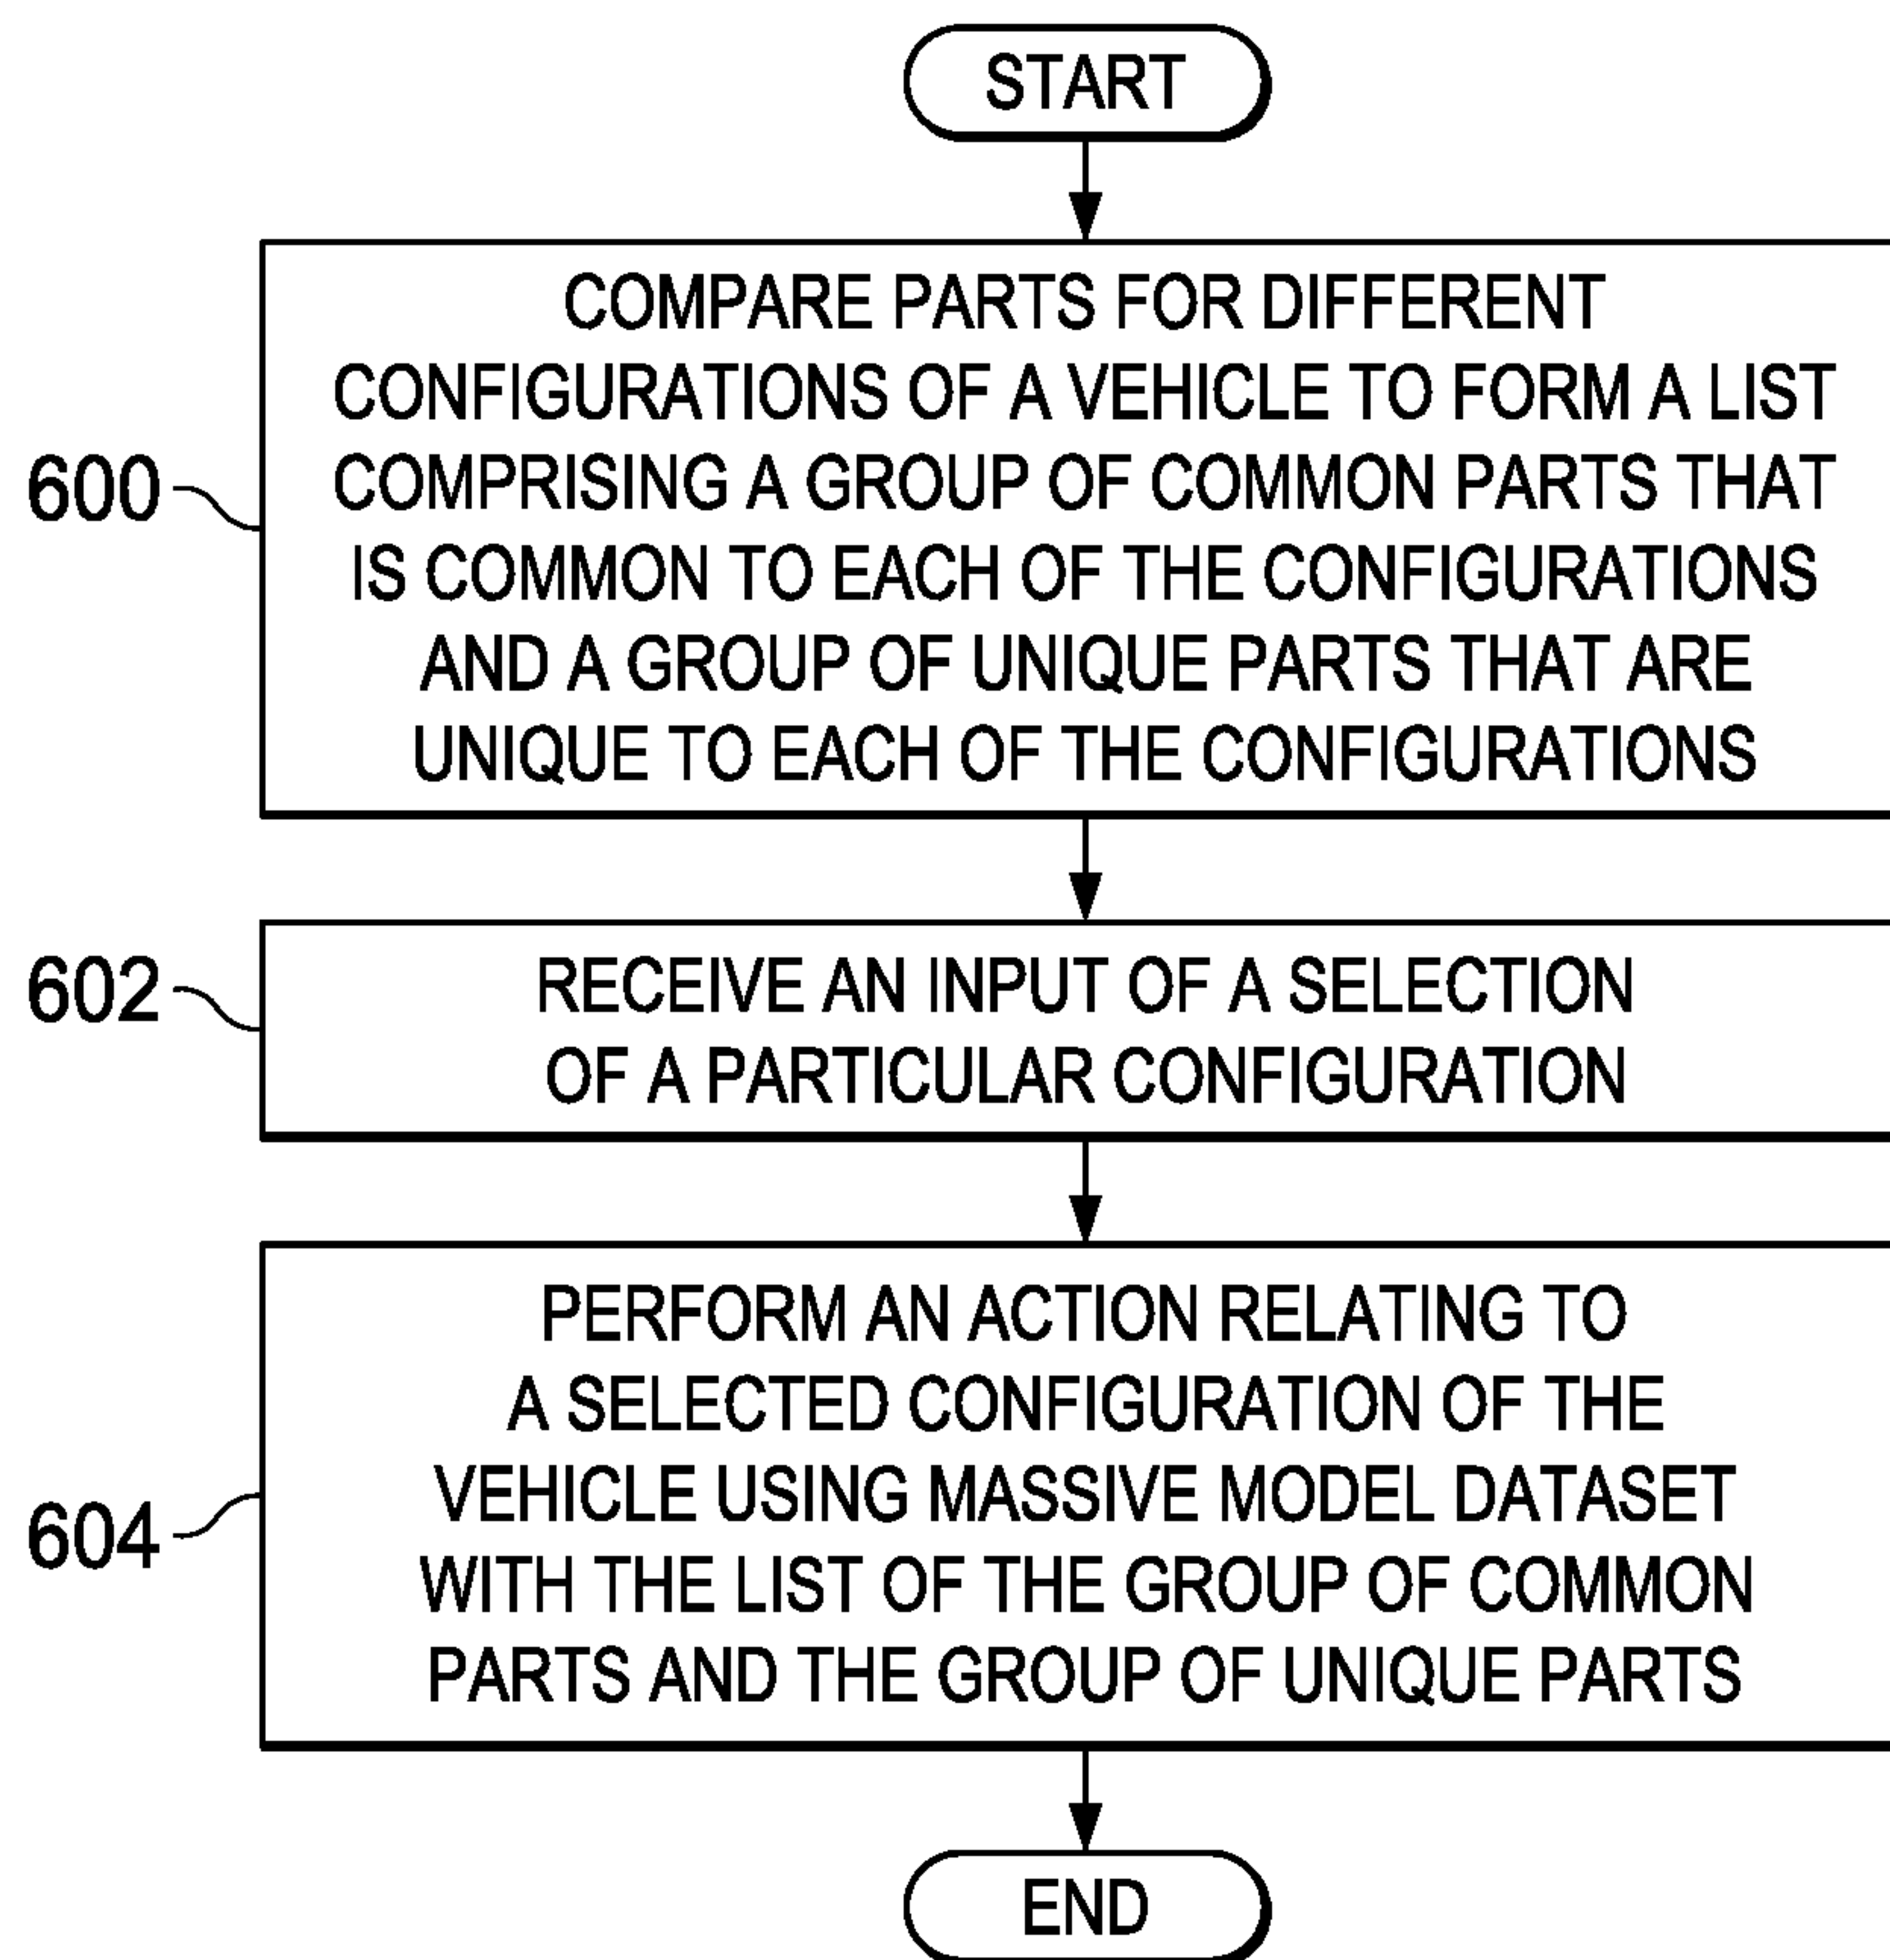 START
COMPARE PARTS FOR DIFFERENT
CONFIGURATIONS OF A VEHICLE TO FORM A LIST
COMPRISING A GROUP OF COMMON PARTS THAT
600
IS COMMON TO EACH OF THE CONFIGURATIONS
AND A GROUP OF UNIQUE PARTS THAT ARE
UNIQUE TO EACH OF THE CONFIGURATIONS
602
RECEIVE AN INPUT OF A SELECTION
OF A PARTICULAR CONFIGURATION
PERFORM AN ACTION RELATING TO
A SELECTED CONFIGURATION OF THE
VEHICLE USING MASSIVE MODEL DATASET
604
WITH THE LIST OF THE GROUP OF COMMON
PARTS AND THE GROUP OF UNIQUE PARTS
END